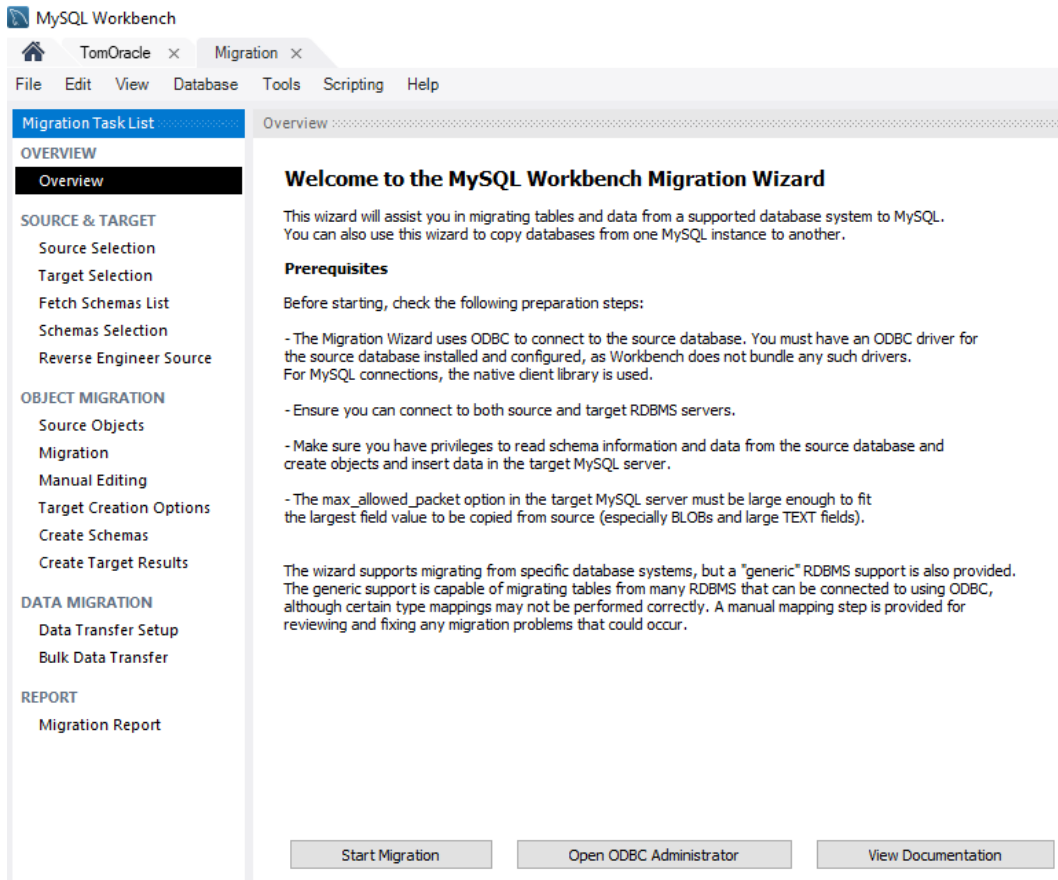 MySQL Workbench
TomOracle × Migration ×
File Edit View Database Tools Scripting Help
Migration Task List
OVERVIEW
Overview
SOURCE & TARGET
Source Selection
Target Selection
Fetch Schemas List
Schemas Selection
Reverse Engineer Source
OBJECT MIGRATION
Source Objects
Migration
Manual Editing
Target Creation Options
Create Schemas
Create Target Results
DATA MIGRATION
Data Transfer Setup
Bulk Data Transfer
REPORT
Migration Report
Overview
Welcome to the MySQL Workbench Migration Wizard
This wizard will assist you in migrating tables and data from a supported database system to MySQL.
You can also use this wizard to copy databases from one MySQL instance to another.
Prerequisites
Before starting, check the following preparation steps:
- The Migration Wizard uses ODBC to connect to the source database. You must have an ODBC driver for
the source database installed and configured, as Workbench does not bundle any such drivers.
For MySQL connections, the native client library is used.
- Ensure you can connect to both source and target RDBMS servers.
- Make sure you have privileges to read schema information and data from the source database and
create objects and insert data in the target MySQL server.
- The max_allowed_packet option in the target MySQL server must be large enough to fit
the largest field value to be copied from source (especially BLOBs and large TEXT fields).
The wizard supports migrating from specific database systems, but a "generic" RDBMS support is also provided.
The generic support is capable of migrating tables from many RDBMS that can be connected to using ODBC,
although certain type mappings may not be performed correctly. A manual mapping step is provided for
reviewing and fixing any migration problems that could occur.
Start Migration Open ODBC Administrator View Documentation